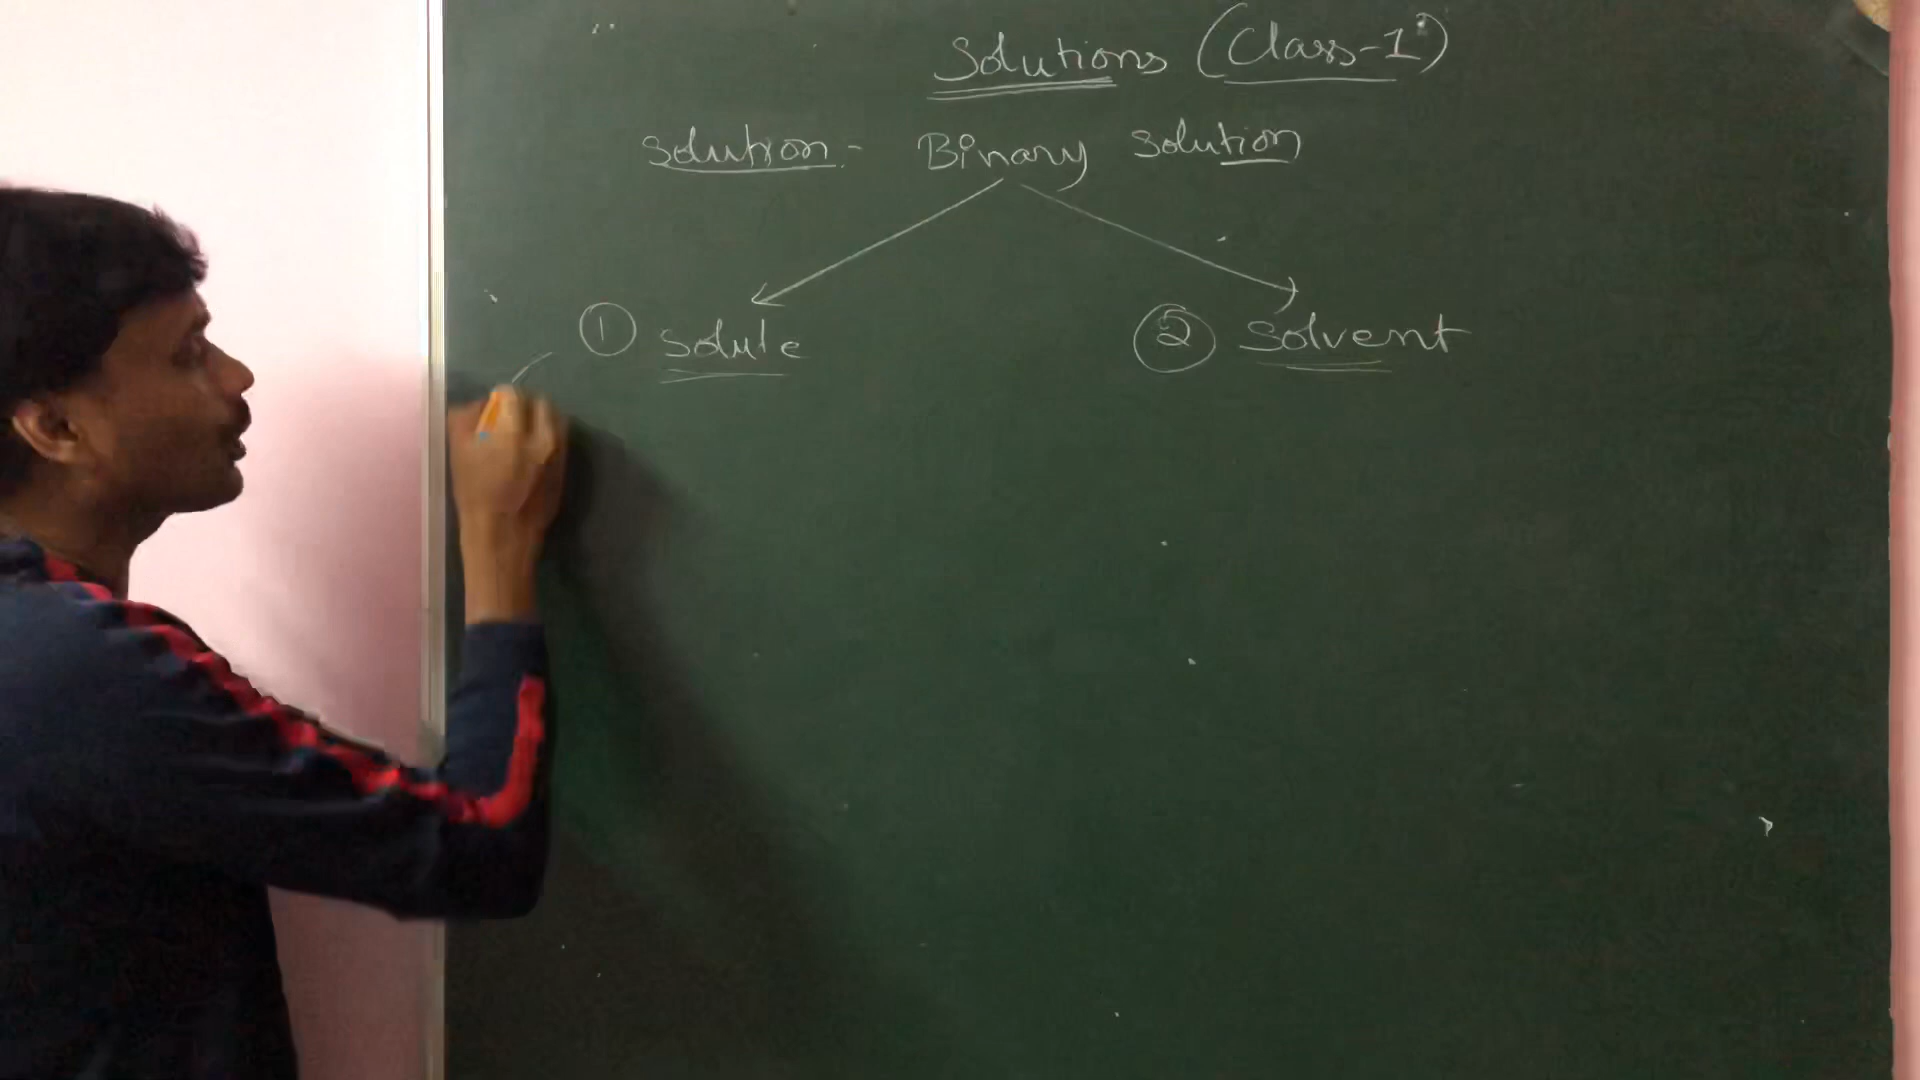 Solutions (Class-1)
Solution:- Binary Solution
① Solute
② Solvent